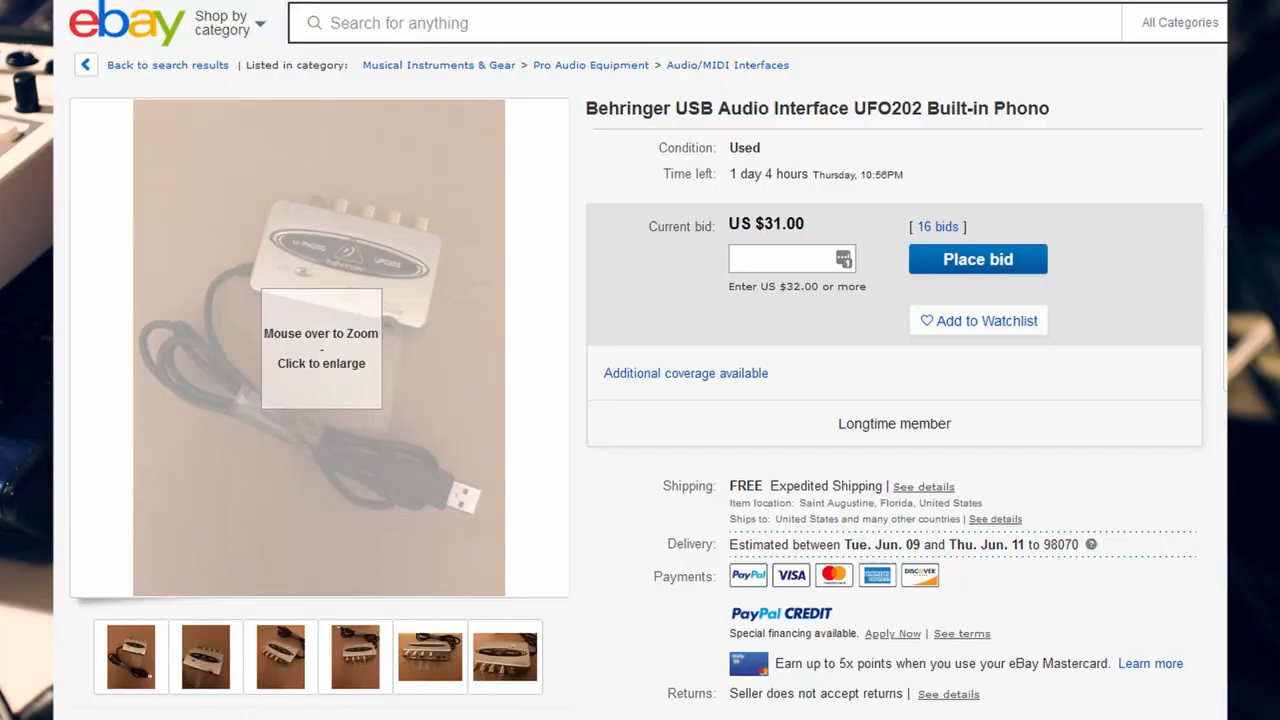 ebay
Shop by
category
Search for anything
All Categories
Back to search results | Listed in category: Musical Instruments & Gear > Pro Audio Equipment > Audio/MIDI Interfaces
Behringer USB Audio Interface UFO202 Built-in Phono
Condition: Used
Time left: 1 day 4 hours Thursday, 10:56PM
Current bid: US $31.00 [ 16 bids ]
Place bid
Enter US $32.00 or more
Add to Watchlist
Additional coverage available
Longtime member
U-PHONO UFO202
behringer
Mouse over to Zoom
-
Click to enlarge
Shipping: FREE Expedited Shipping | See details
Item location: Saint Augustine, Florida, United States
Ships to: United States and many other countries | See details
Delivery: Estimated between Tue. Jun. 09 and Thu. Jun. 11 to 98070
Payments: PayPal VISA mastercard AMERICAN EXPRESS DISCOVER
PayPal CREDIT
Special financing available. Apply Now | See terms
Earn up to 5x points when you use your eBay Mastercard. Learn more
Returns: Seller does not accept returns | See details